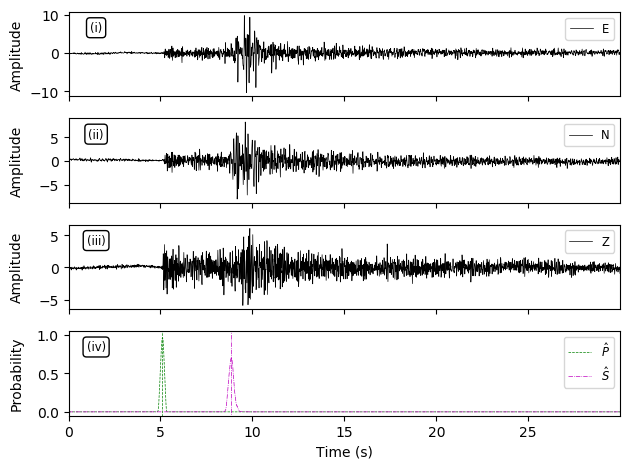 10
0
−10
Amplitude
(i)
E
5
0
−5
Amplitude
(ii)
N
5
0
−5
Amplitude
(iii)
Z
1.0
0.5
0.0
Probability
(iv)
P̂
Ŝ
0 5 10 15 20 25
Time (s)